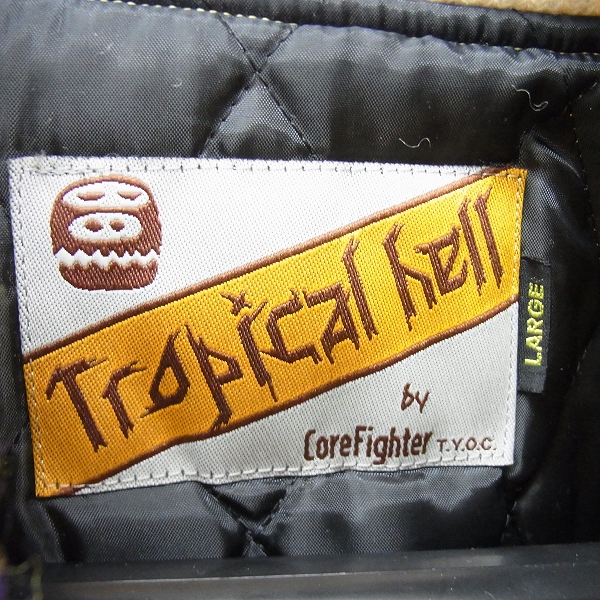 Tropical hell
by
CoreFighter T.Y.O.C.
LARGE